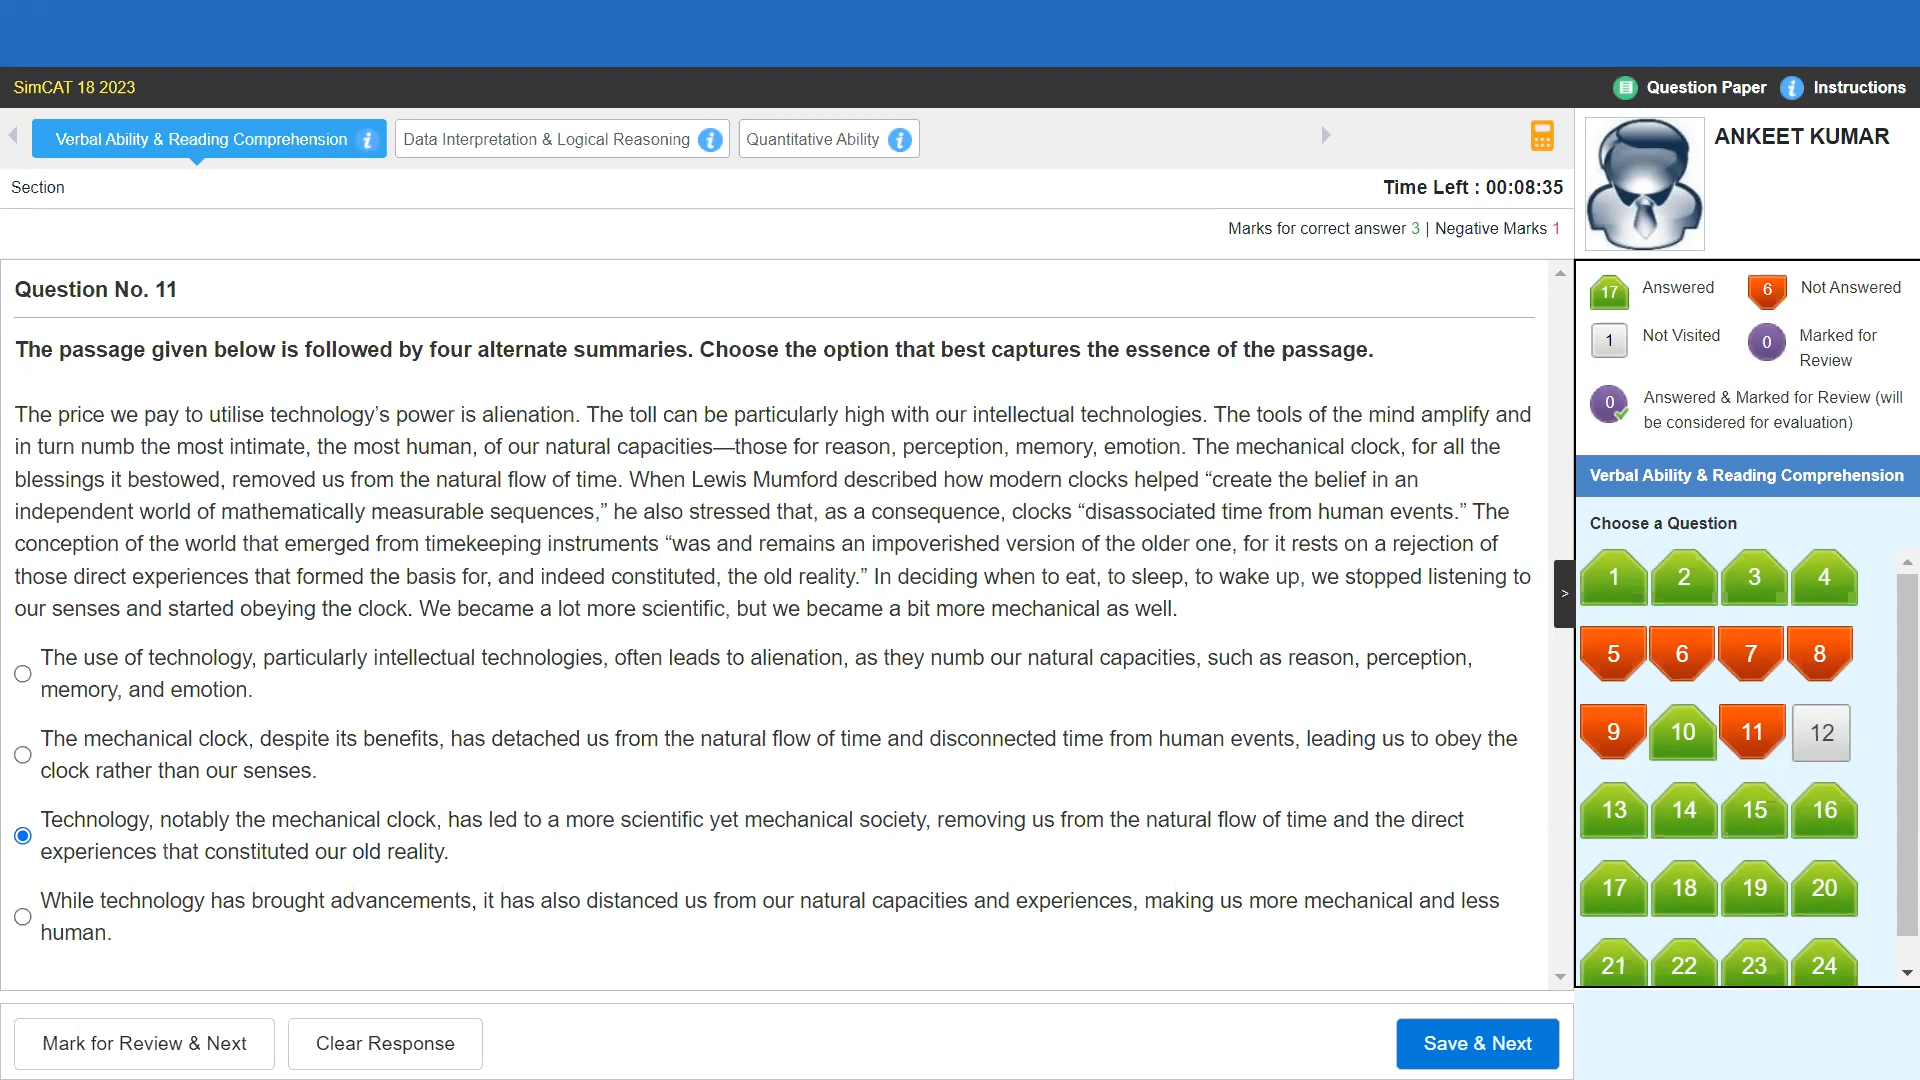 SimCAT 18 2023
Question Paper
Instructions
Verbal Ability & Reading Comprehension i
Data Interpretation & Logical Reasoning i
Quantitative Ability i
ANKEET KUMAR
Section
Time Left : 00:08:35
Marks for correct answer 3 | Negative Marks 1
Question No. 11
The passage given below is followed by four alternate summaries. Choose the option that best captures the essence of the passage.
The price we pay to utilise technology’s power is alienation. The toll can be particularly high with our intellectual technologies. The tools of the mind amplify and
in turn numb the most intimate, the most human, of our natural capacities—those for reason, perception, memory, emotion. The mechanical clock, for all the
blessings it bestowed, removed us from the natural flow of time. When Lewis Mumford described how modern clocks helped “create the belief in an
independent world of mathematically measurable sequences,” he also stressed that, as a consequence, clocks “disassociated time from human events.” The
conception of the world that emerged from timekeeping instruments “was and remains an impoverished version of the older one, for it rests on a rejection of
those direct experiences that formed the basis for, and indeed constituted, the old reality.” In deciding when to eat, to sleep, to wake up, we stopped listening to
our senses and started obeying the clock. We became a lot more scientific, but we became a bit more mechanical as well.
The use of technology, particularly intellectual technologies, often leads to alienation, as they numb our natural capacities, such as reason, perception,
memory, and emotion.
The mechanical clock, despite its benefits, has detached us from the natural flow of time and disconnected time from human events, leading us to obey the
clock rather than our senses.
Technology, notably the mechanical clock, has led to a more scientific yet mechanical society, removing us from the natural flow of time and the direct
experiences that constituted our old reality.
While technology has brought advancements, it has also distanced us from our natural capacities and experiences, making us more mechanical and less
human.
Mark for Review & Next
Clear Response
Save & Next
17 Answered
6 Not Answered
1 Not Visited
0 Marked for
Review
0 Answered & Marked for Review (will
be considered for evaluation)
Verbal Ability & Reading Comprehension
Choose a Question
>
1 2 3 4
5 6 7 8
9 10 11 12
13 14 15 16
17 18 19 20
21 22 23 24